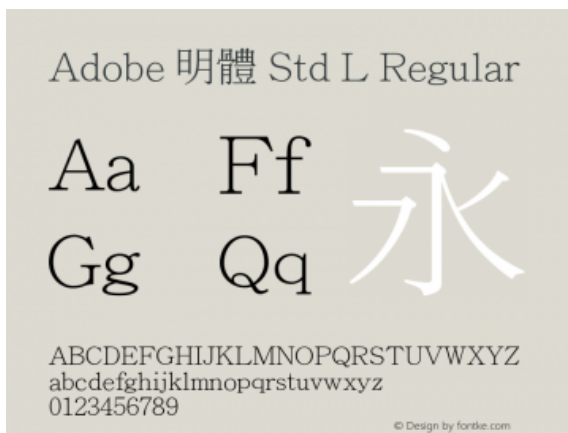 Adobe 明體 Std L Regular
Aa Ff 永
Gg Qq
ABCDEFGHIJKLMNOPQRSTUVWXYZ
abcdefghijklmnopqrstuvwxyz
0123456789
© Design by fontke.com